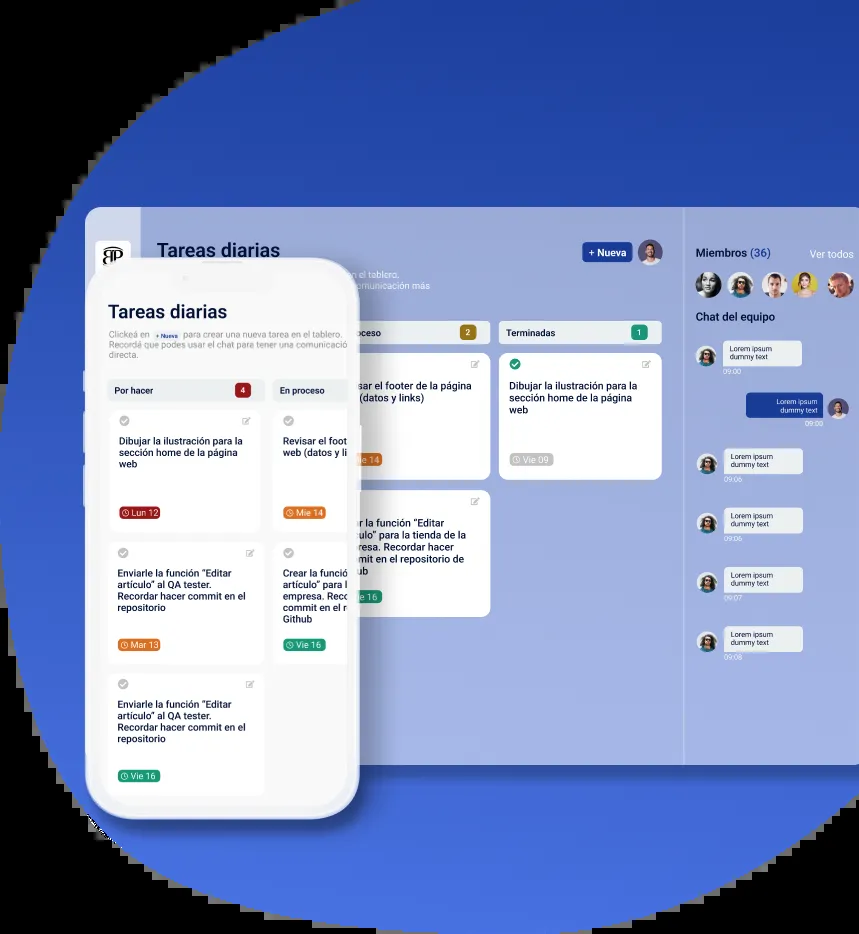 Tareas diarias
+ Nueva
en el tablero,
comunicación más
2
Terminadas
1
el footer de la página
(datos y links)
14
Dibujar la ilustración para la
sección home de la página
web
Vie 09
la función “Editar
para la tienda de la
Recordar hacer
en el repositorio de
16
Miembros (36)
Ver todos
Chat del equipo
Lorem ipsum
dummy text
09:00
Lorem ipsum
dummy text
09:00
Lorem ipsum
dummy text
09:06
Lorem ipsum
dummy text
09:06
Lorem ipsum
dummy text
09:07
Lorem ipsum
dummy text
09:08
Tareas diarias
Clickeá en + Nueva para crear una nueva tarea en el tablero.
Recordá que podes usar el chat para tener una comunicació
directa.
Por hacer
4
Dibujar la ilustración para la
sección home de la página
web
Lun 12
Enviarle la función “Editar
artículo” al QA tester.
Recordar hacer commit en el
repositorio
Mar 13
Enviarle la función “Editar
artículo” al QA tester.
Recordar hacer commit en el
repositorio
Vie 16
En proceso
Revisar el foot
web (datos y li
Mie 14
Crear la funció
artículo” para l
empresa. Reco
commit en el r
Github
Vie 16